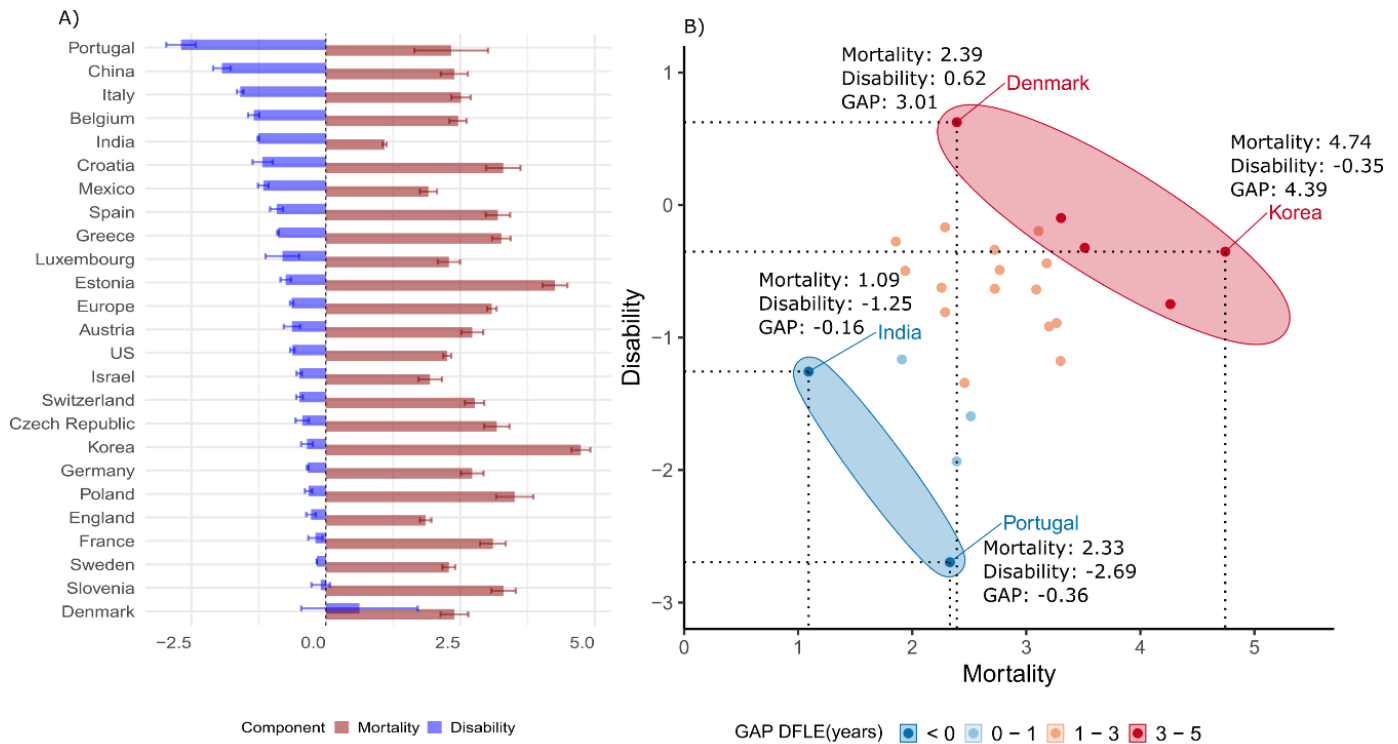 A)
Portugal
China
Italy
Belgium
India
Croatia
Mexico
Spain
Greece
Luxembourg
Estonia
Europe
Austria
US
Israel
Switzerland
Czech Republic
Korea
Germany
Poland
England
France
Sweden
Slovenia
Denmark
−2.5 0.0 2.5 5.0
Component Mortality Disability
B)
Disability
1
0
−1
−2
−3
Mortality: 2.39
Disability: 0.62
GAP: 3.01
Denmark
Mortality: 4.74
Disability: -0.35
GAP: 4.39
Korea
Mortality: 1.09
Disability: -1.25
GAP: -0.16
India
Portugal
Mortality: 2.33
Disability: -2.69
GAP: -0.36
0 1 2 3 4 5
Mortality
GAP DFLE(years) < 0 0 − 1 1 − 3 3 − 5